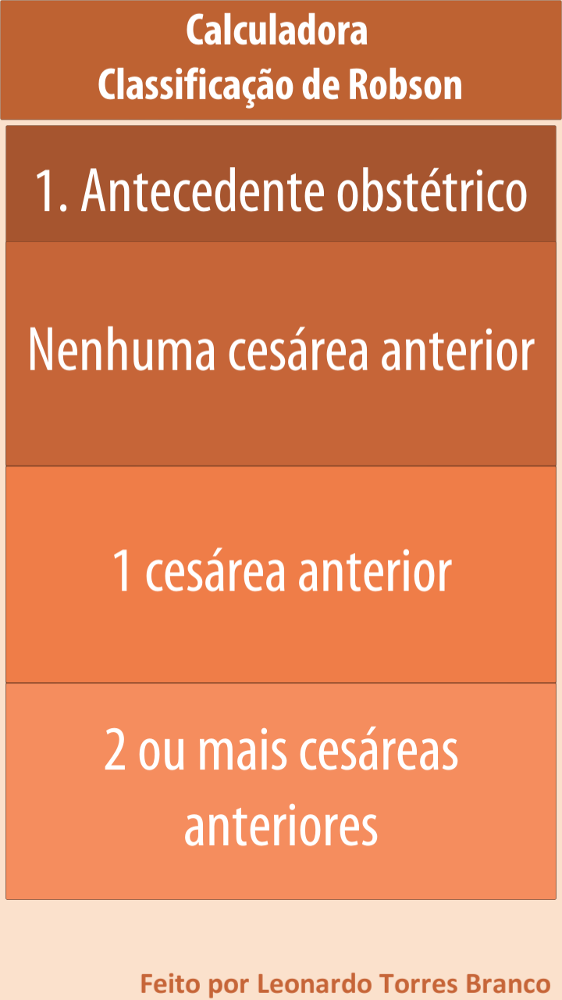 Calculadora
Classificação de Robson
1. Antecedente obstétrico
Nenhuma cesárea anterior
1 cesárea anterior
2 ou mais cesáreas
anteriores
Feito por Leonardo Torres Branco